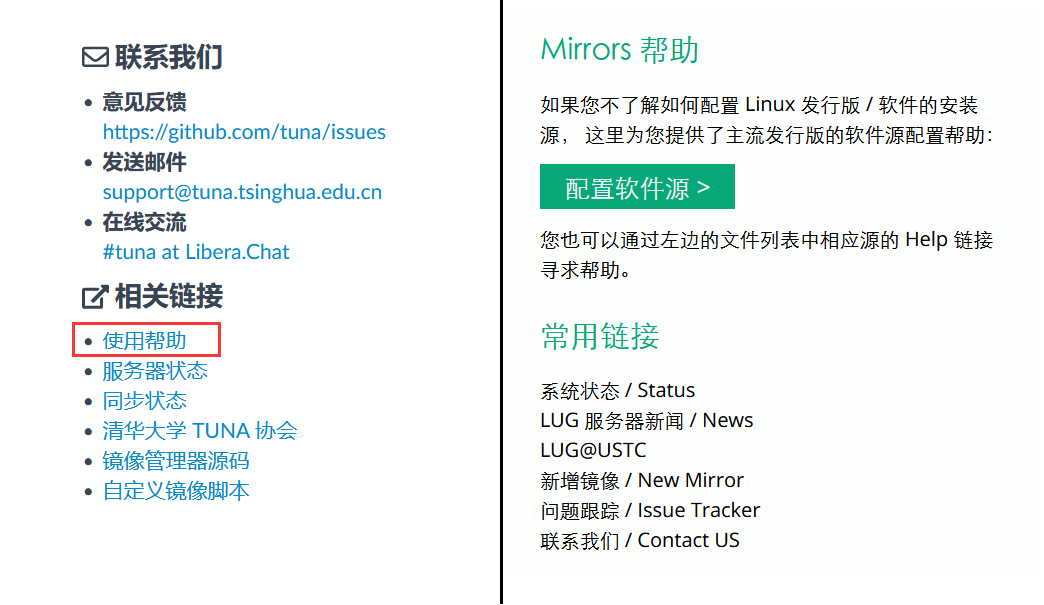 联系我们
意见反馈
https://github.com/tuna/issues
发送邮件
support@tuna.tsinghua.edu.cn
在线交流
#tuna at Libera.Chat
相关链接
使用帮助
服务器状态
同步状态
清华大学 TUNA 协会
镜像管理器源码
自定义镜像脚本
Mirrors 帮助
如果您不了解如何配置 Linux 发行版 / 软件的安装
源， 这里为您提供了主流发行版的软件源配置帮助：
配置软件源 >
您也可以通过左边的文件列表中相应源的 Help 链接
寻求帮助。
常用链接
系统状态 / Status
LUG 服务器新闻 / News
LUG@USTC
新增镜像 / New Mirror
问题跟踪 / Issue Tracker
联系我们 / Contact US